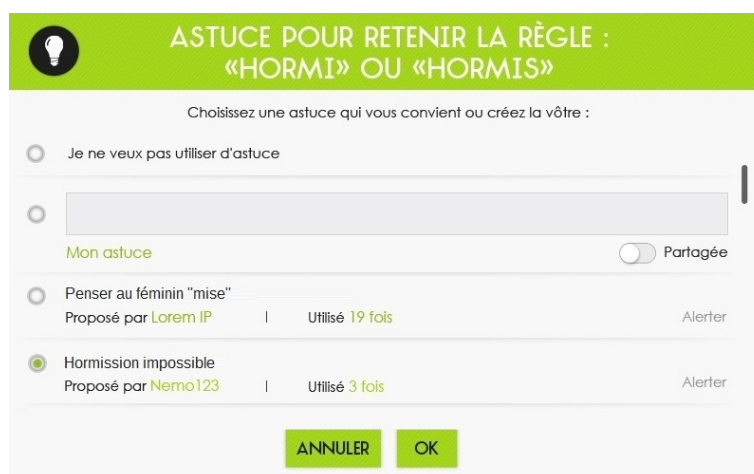 ASTUCE POUR RETENIR LA RÈGLE :
«HORMI» OU «HORMIS»
Choisissez une astuce qui vous convient ou créez la vôtre :
Je ne veux pas utiliser d'astuce
Mon astuce
Partagée
Penser au féminin "mise"
Proposé par Lorem IP | Utilisé 19 fois Alerter
Hormission impossible
Proposé par Nemo123 | Utilisé 3 fois Alerter
ANNULER OK